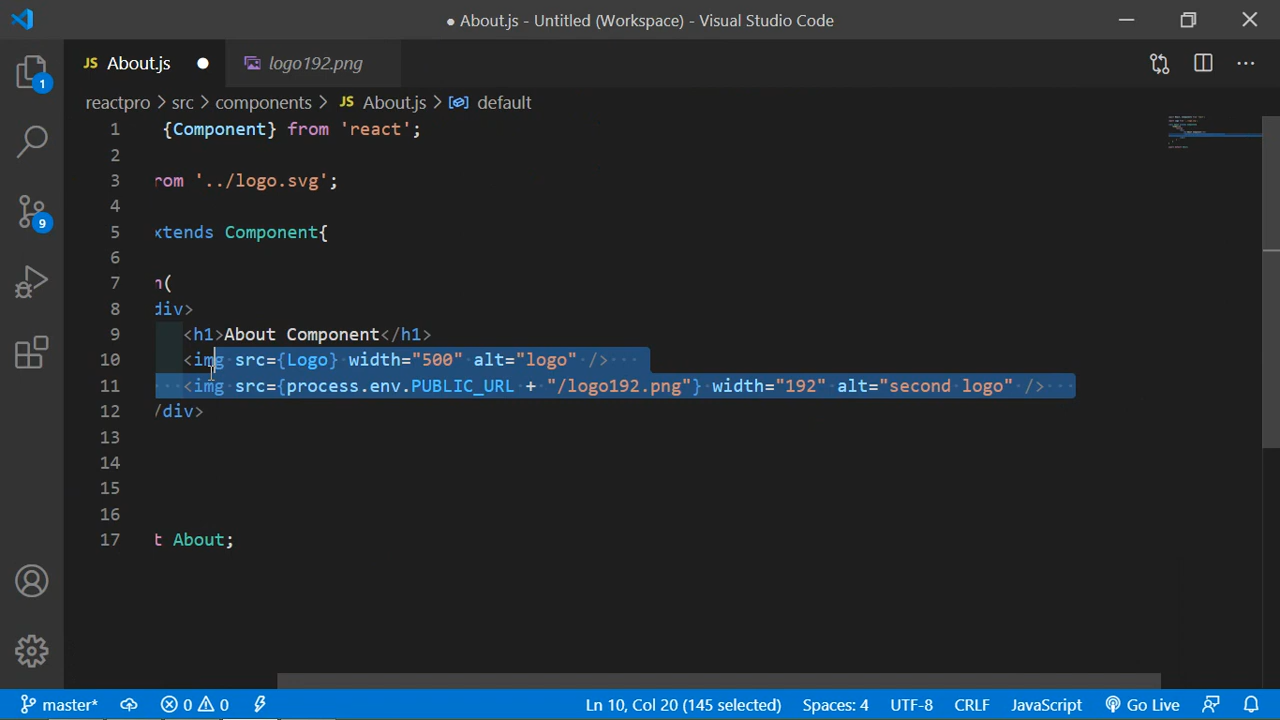 ● About.js - Untitled (Workspace) - Visual Studio Code
JS About.js ● logo192.png
1
reactpro > src > components > JS About.js > default
1 {Component} from 'react';
2
3 rom '../logo.svg';
4
5 xtends Component{
6
7 n(
8 div>
9 <h1>About Component</h1>
10 <img src={Logo} width="500" alt="logo" />
11 <img src={process.env.PUBLIC_URL + "/logo192.png"} width="192" alt="second logo" />
12 /div>
13
14
15
16
17 t About;
9
master* 0 0 Ln 10, Col 20 (145 selected) Spaces: 4 UTF-8 CRLF JavaScript Go Live